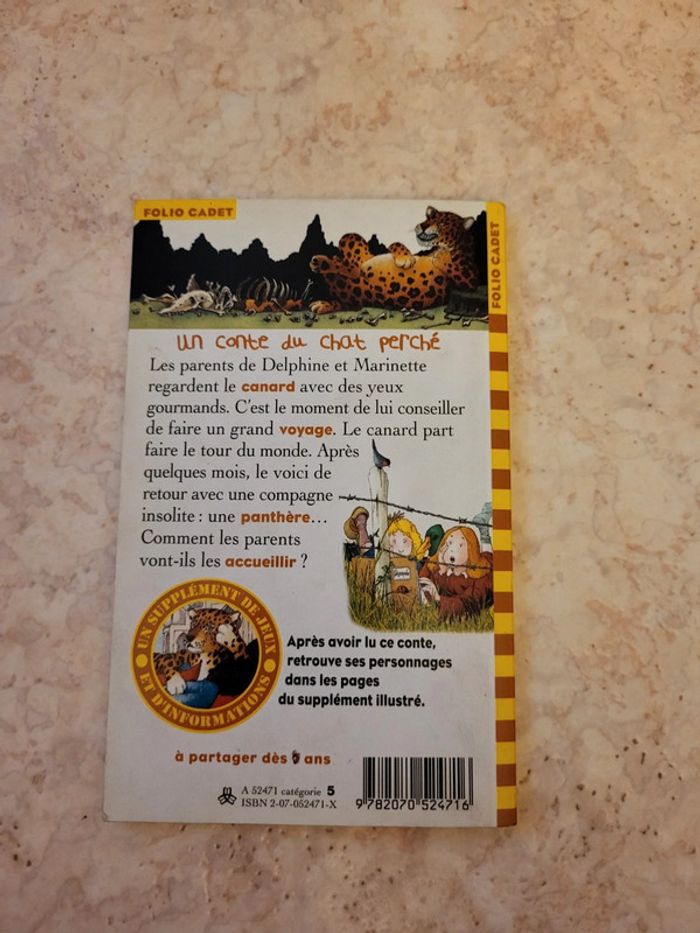 FOLIO CADET
FOLIO CADET
Un conte du chat perché
Les parents de Delphine et Marinette
regardent le canard avec des yeux
gourmands. C'est le moment de lui conseiller
de faire un grand voyage. Le canard part
faire le tour du monde. Après
quelques mois, le voici de
retour avec une compagne
insolite : une panthère...
Comment les parents
vont-ils les accueillir ?
UN SUPPLÉMENT DE JEUX
ET D'INFORMATIONS
Après avoir lu ce conte,
retrouve ses personnages
dans les pages
du supplément illustré.
à partager dès ans
A 52471 catégorie 5
ISBN 2-07-052471-X
9 782070 524716